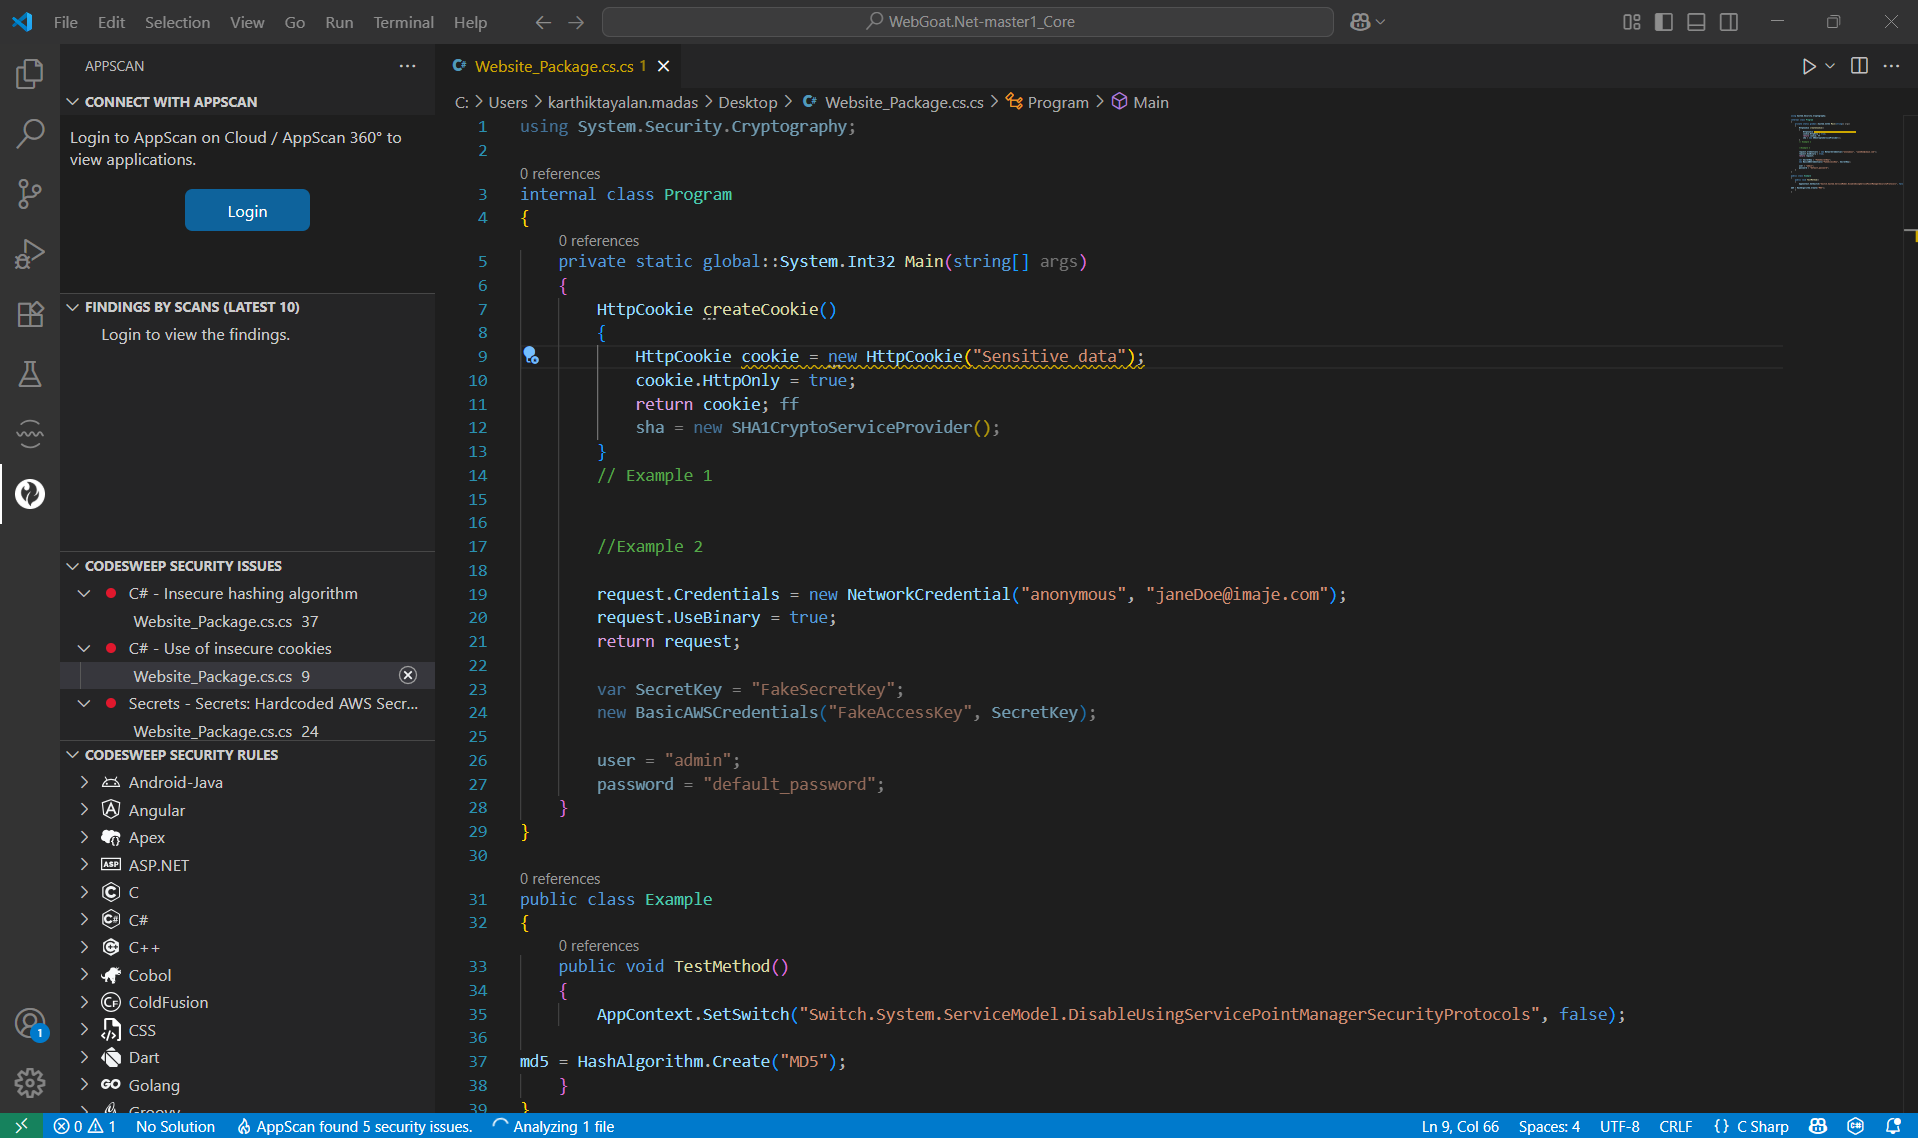 File Edit Selection View Go Run Terminal Help
WebGoat.Net-master1_Core
APPSCAN
CONNECT WITH APPSCAN
Login to AppScan on Cloud / AppScan 360° to
view applications.
Login
FINDINGS BY SCANS (LATEST 10)
Login to view the findings.
CODESWEEP SECURITY ISSUES
C# - Insecure hashing algorithm
Website_Package.cs.cs 37
C# - Use of insecure cookies
Website_Package.cs.cs 9
Secrets - Secrets: Hardcoded AWS Secr...
Website_Package.cs.cs 24
CODESWEEP SECURITY RULES
Android-Java
Angular
Apex
ASP ASP.NET
C
C#
C++
Cobol
ColdFusion
CSS
Dart
GO Golang
Groovy
1
C# Website_Package.cs.cs 1
C: > Users > karthiktayalan.madas > Desktop > C# Website_Package.cs.cs > Program > Main
1 using System.Security.Cryptography;
2
0 references
3 internal class Program
4 {
0 references
5 private static global::System.Int32 Main(string[] args)
6 {
7 HttpCookie createCookie()
8 {
9 HttpCookie cookie = new HttpCookie("Sensitive data");
10 cookie.HttpOnly = true;
11 return cookie; ff
12 sha = new SHA1CryptoServiceProvider();
13 }
14 // Example 1
15
16
17 //Example 2
18
19 request.Credentials = new NetworkCredential("anonymous", "janeDoe@imaje.com");
20 request.UseBinary = true;
21 return request;
22
23 var SecretKey = "FakeSecretKey";
24 new BasicAWSCredentials("FakeAccessKey", SecretKey);
25
26 user = "admin";
27 password = "default_password";
28 }
29 }
30
0 references
31 public class Example
32 {
0 references
33 public void TestMethod()
34 {
35 AppContext.SetSwitch("Switch.System.ServiceModel.DisableUsingServicePointManagerSecurityProtocols", false);
36
37 md5 = HashAlgorithm.Create("MD5");
38 }
39 }
0 1 No Solution AppScan found 5 security issues. Analyzing 1 file Ln 9, Col 66 Spaces: 4 UTF-8 CRLF {} C Sharp